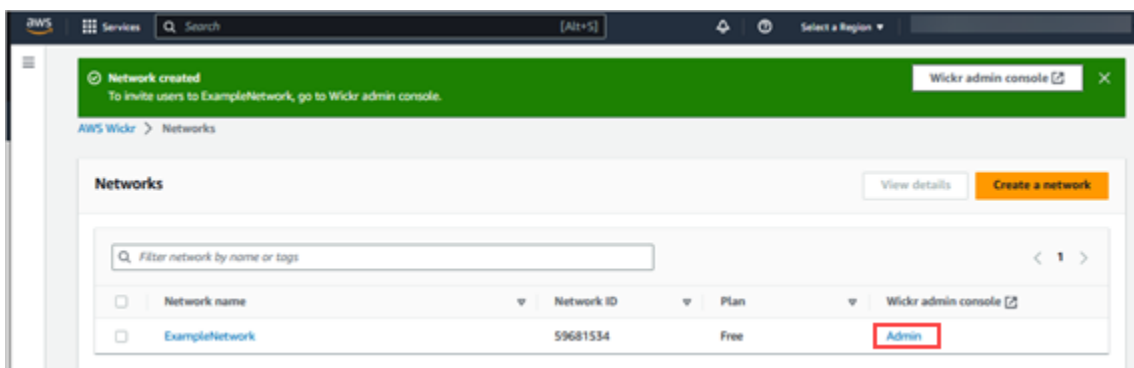 aws Services Search [Alt+S] Select a Region
Network created Wickr admin console
To invite users to ExampleNetwork, go to Wickr admin console.
AWS Wickr > Networks
Networks View details Create a network
Filter network by name or tags < 1 >
Network name Network ID Plan Wickr admin console
ExampleNetwork 59681534 Free Admin